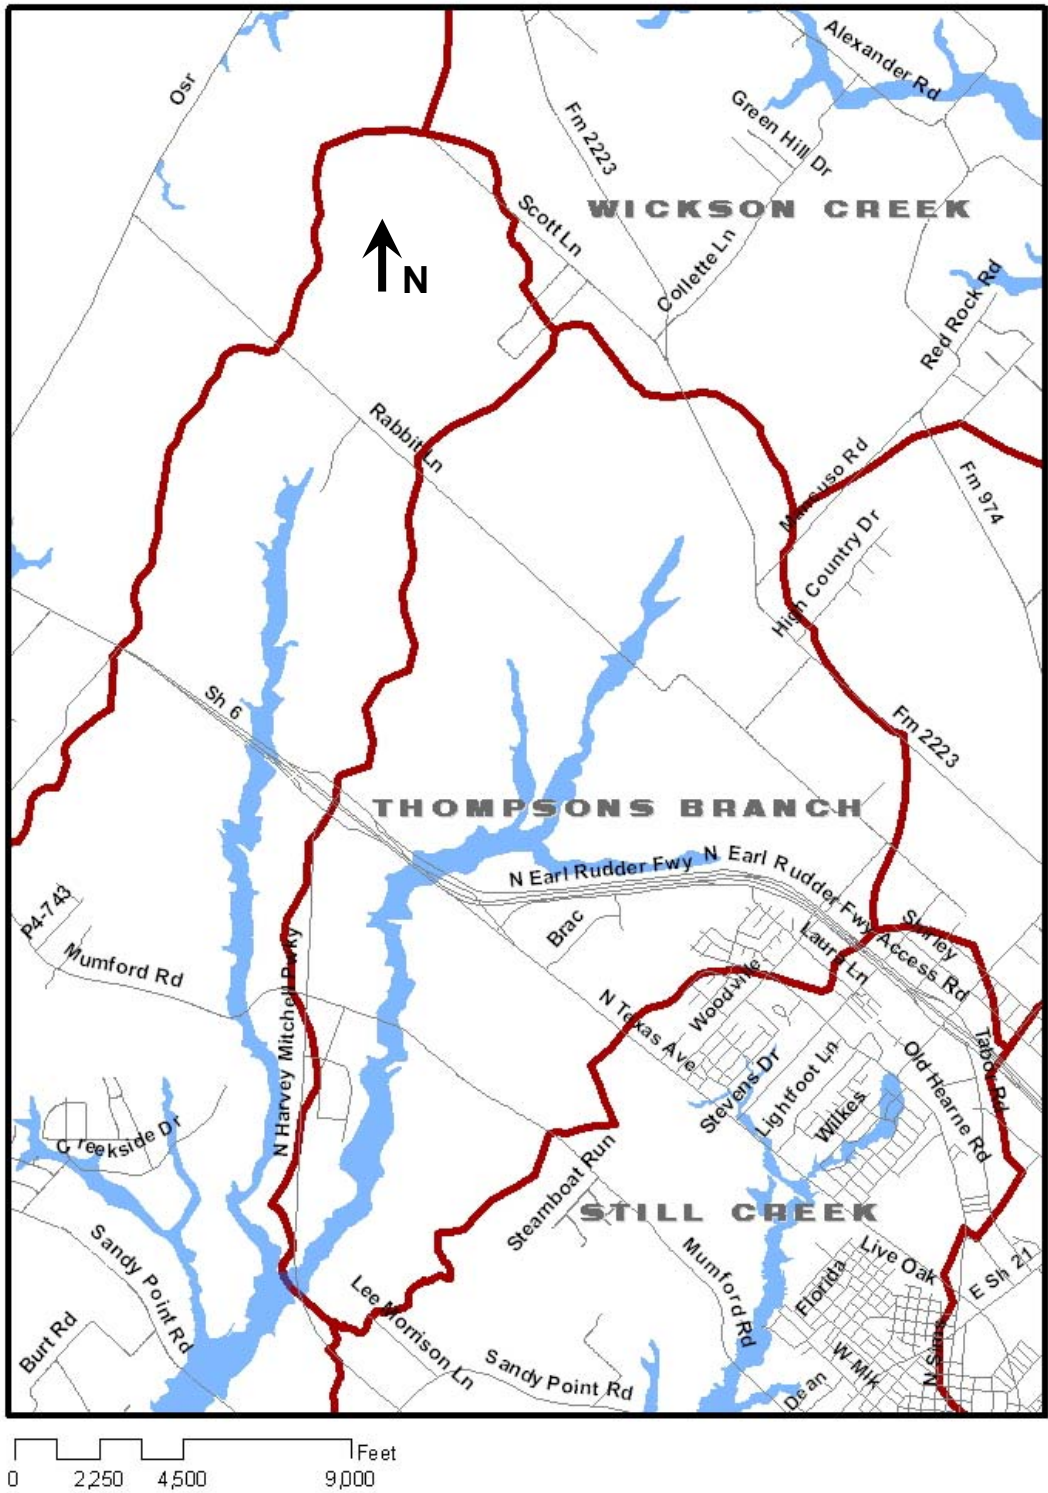 Osr
Alexander Rd
Green Hill Dr
Fm 2223
WICKSON CREEK
Scott Ln
Collette Ln
N
Red Rock Rd
Rabbit Ln
Mancuso Rd
Fm 974
High Country Dr
Sh 6
Fm 2223
THOMPSONS BRANCH
N Earl Rudder Fwy
N Earl Rudder Fwy Access Rd
P4-743
Mumford Rd
Brac
Laura Ln
Shirley
Woodville
N Texas Ave
N Harvey Mitchell Pwky
Stevens Dr
Lightfoot Ln
Wilkes
Old Hearne Rd
Tabor Rd
Creekside Dr
Steamboat Run
STILL CREEK
Sandy Point Rd
Mumford Rd
Live Oak
E Sh 21
Florida
Lee Morrison Ln
Burt Rd
Sandy Point Rd
W Mlk
Dean
N Sims
Feet
0 2,250 4,500 9,000